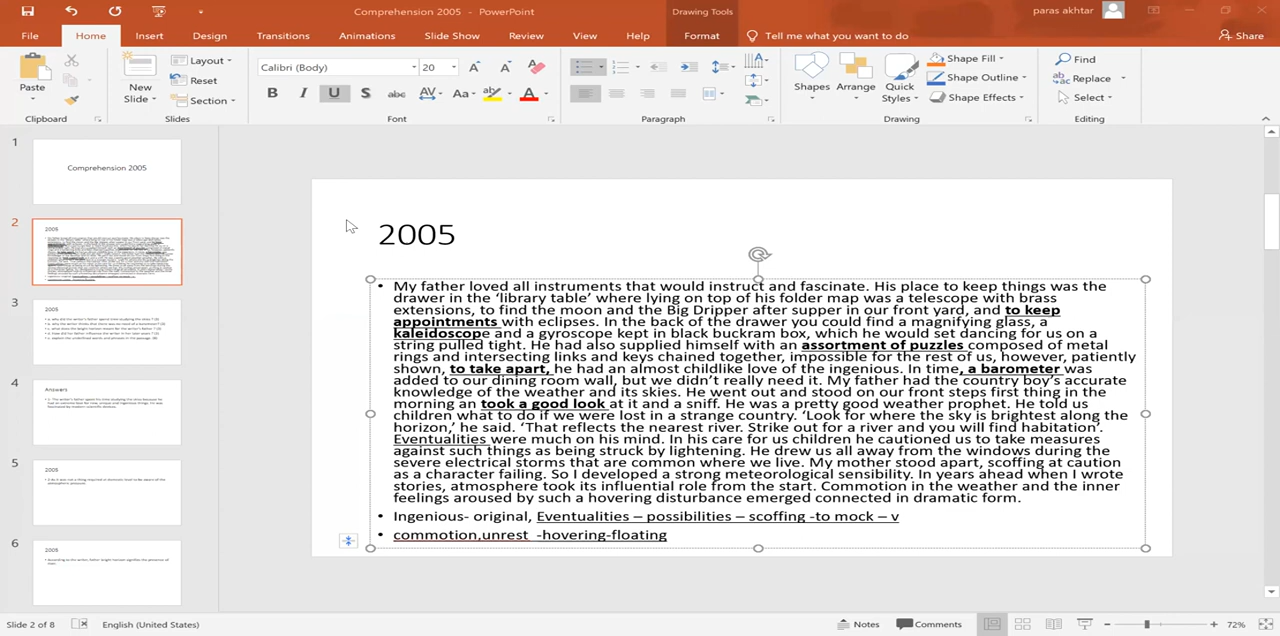 Comprehension 2005 - PowerPoint
Drawing Tools
paras akhtar
File Home Insert Design Transitions Animations Slide Show Review View Help Format Tell me what you want to do Share
Paste
Clipboard
New
Slide
Layout
Reset
Section
Slides
Calibri (Body) 20
Font
Paragraph
Shapes
Arrange
Quick
Styles
Shape Fill
Shape Outline
Shape Effects
Drawing
Find
Replace
Select
Editing
1
Comprehension 2005
2
2005
3
2005
4
Answers
5
2005
6
2005
2005
• My father loved all instruments that would instruct and fascinate. His place to keep things was the
drawer in the ‘library table’ where lying on top of his folder map was a telescope with brass
extensions, to find the moon and the Big Dripper after supper in our front yard, and to keep
appointments with eclipses. In the back of the drawer you could find a magnifying glass, a
kaleidoscope and a gyroscope kept in black buckram box, which he would set dancing for us on a
string pulled tight. He had also supplied himself with an assortment of puzzles composed of metal
rings and intersecting links and keys chained together, impossible for the rest of us, however, patiently
shown, to take apart, he had an almost childlike love of the ingenious. In time, a barometer was
added to our dining room wall, but we didn’t really need it. My father had the country boy’s accurate
knowledge of the weather and its skies. He went out and stood on our front steps first thing in the
morning an took a good look at it and a sniff. He was a pretty good weather prophet. He told us
children what to do if we were lost in a strange country. ‘Look for where the sky is brightest along the
horizon,’ he said. ‘That reflects the nearest river. Strike out for a river and you will find habitation’.
Eventualities were much on his mind. In his care for us children he cautioned us to take measures
against such things as being struck by lightening. He drew us all away from the windows during the
severe electrical storms that are common where we live. My mother stood apart, scoffing at caution
as a character failing. So I developed a strong meteorological sensibility. In years ahead when I wrote
stories, atmosphere took its influential role from the start. Commotion in the weather and the inner
feelings aroused by such a hovering disturbance emerged connected in dramatic form.
• Ingenious- original, Eventualities – possibilities – scoffing -to mock – v
• commotion,unrest -hovering-floating
Slide 2 of 8
English (United States)
Notes
Comments
72%